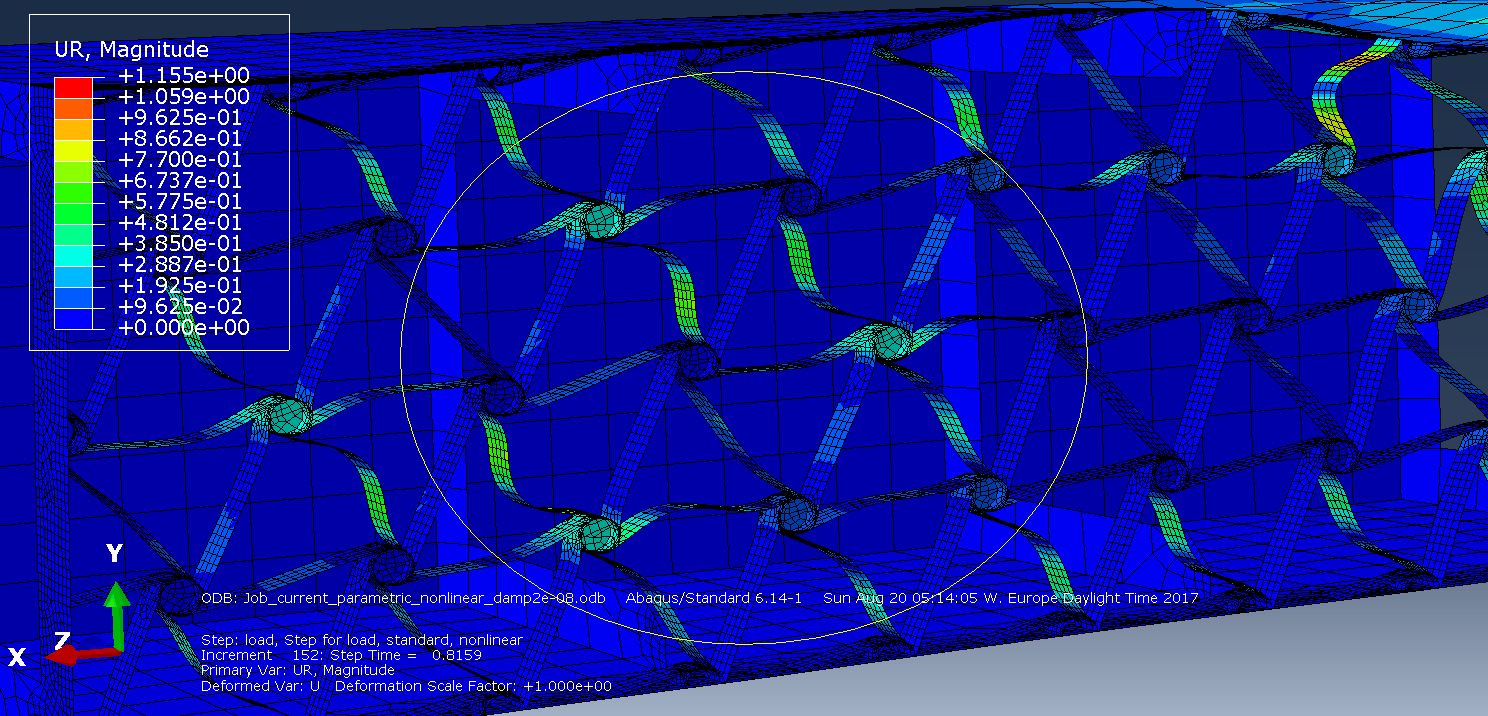 UR, Magnitude
+1.155e+00
+1.059e+00
+9.625e-01
+8.662e-01
+7.700e-01
+6.737e-01
+5.775e-01
+4.812e-01
+3.850e-01
+2.887e-01
+1.925e-01
+9.625e-02
+0.000e+00
Y
Z
X
ODB: Job_current_parametric_nonlinear_damp2e-08.odb Abaqus/Standard 6.14-1 Sun Aug 20 05:14:05 W. Europe Daylight Time 2017
Step: load, Step for load, standard, nonlinear
Increment 152: Step Time = 0.8159
Primary Var: UR, Magnitude
Deformed Var: U Deformation Scale Factor: +1.000e+00